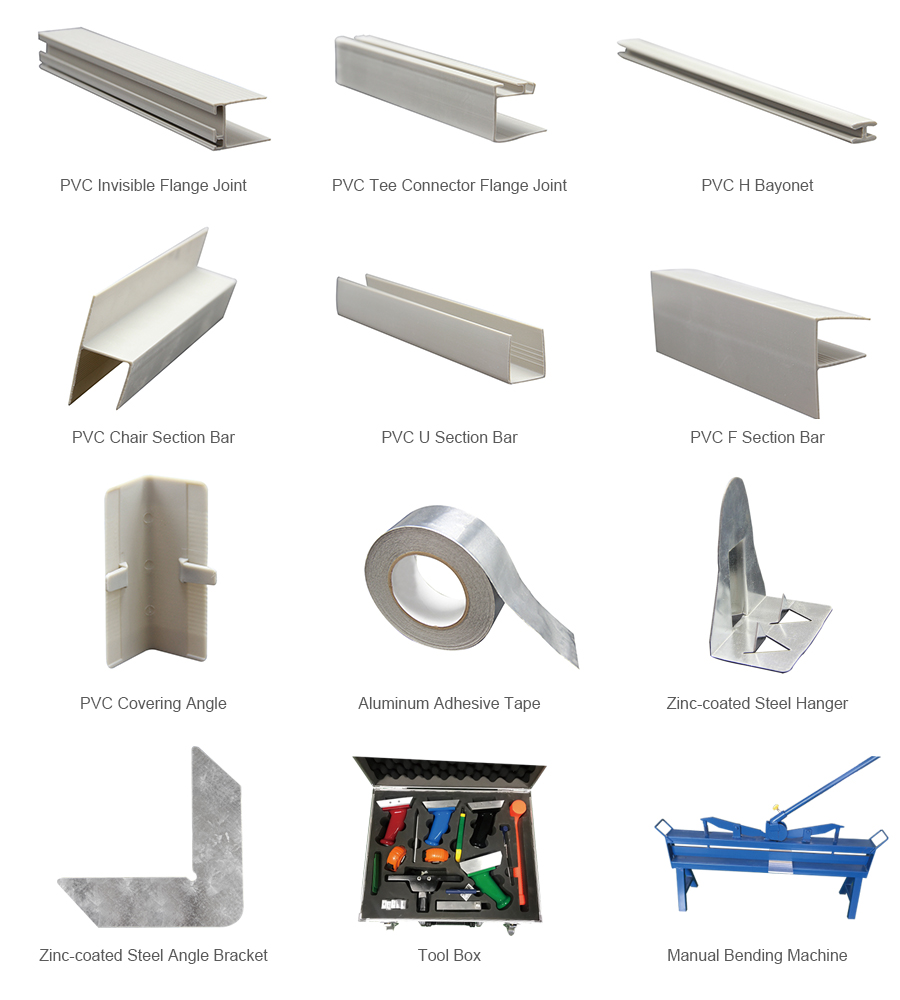 PVC Invisible Flange Joint
PVC Tee Connector Flange Joint
PVC H Bayonet
PVC Chair Section Bar
PVC U Section Bar
PVC F Section Bar
PVC Covering Angle
Aluminum Adhesive Tape
Zinc-coated Steel Hanger
Zinc-coated Steel Angle Bracket
Tool Box
Manual Bending Machine